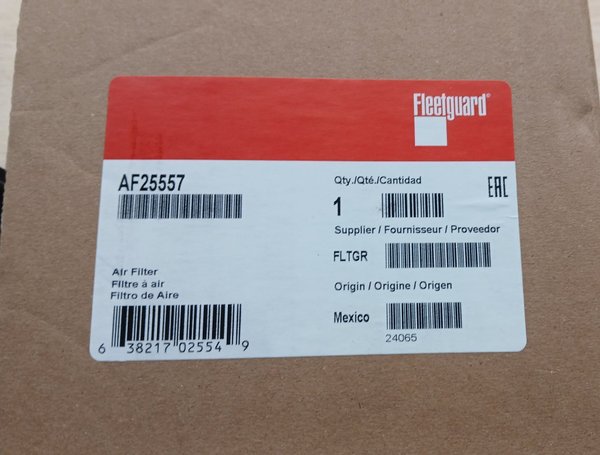 Fleetguard®
AF25557
Air Filter
Filtre à air
Filtro de Aire
6 38217 02554 9
Qty./Qté./Cantidad
1
EAC
Supplier / Fournisseur / Proveedor
FLTGR
Origin / Origine / Origen
Mexico
24065